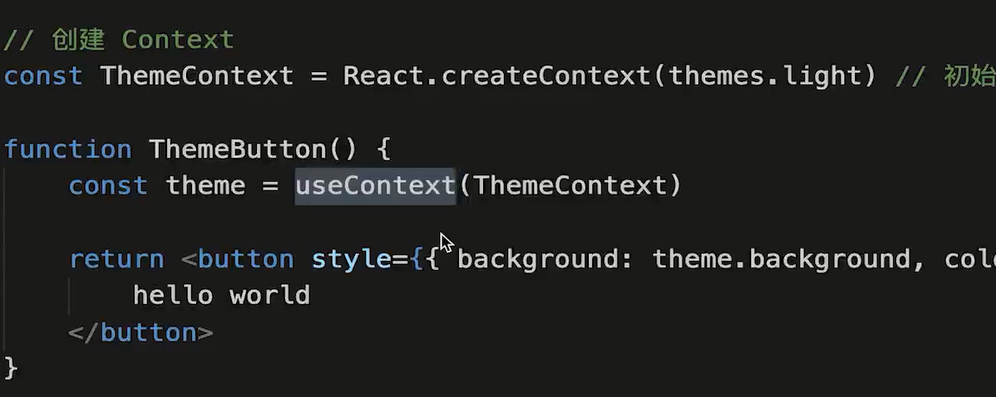 // 创建 Context
const ThemeContext = React.createContext(themes.light) // 初始
function ThemeButton() {
const theme = useContext(ThemeContext)
return <button style={{ background: theme.background, colo
hello world
</button>
}